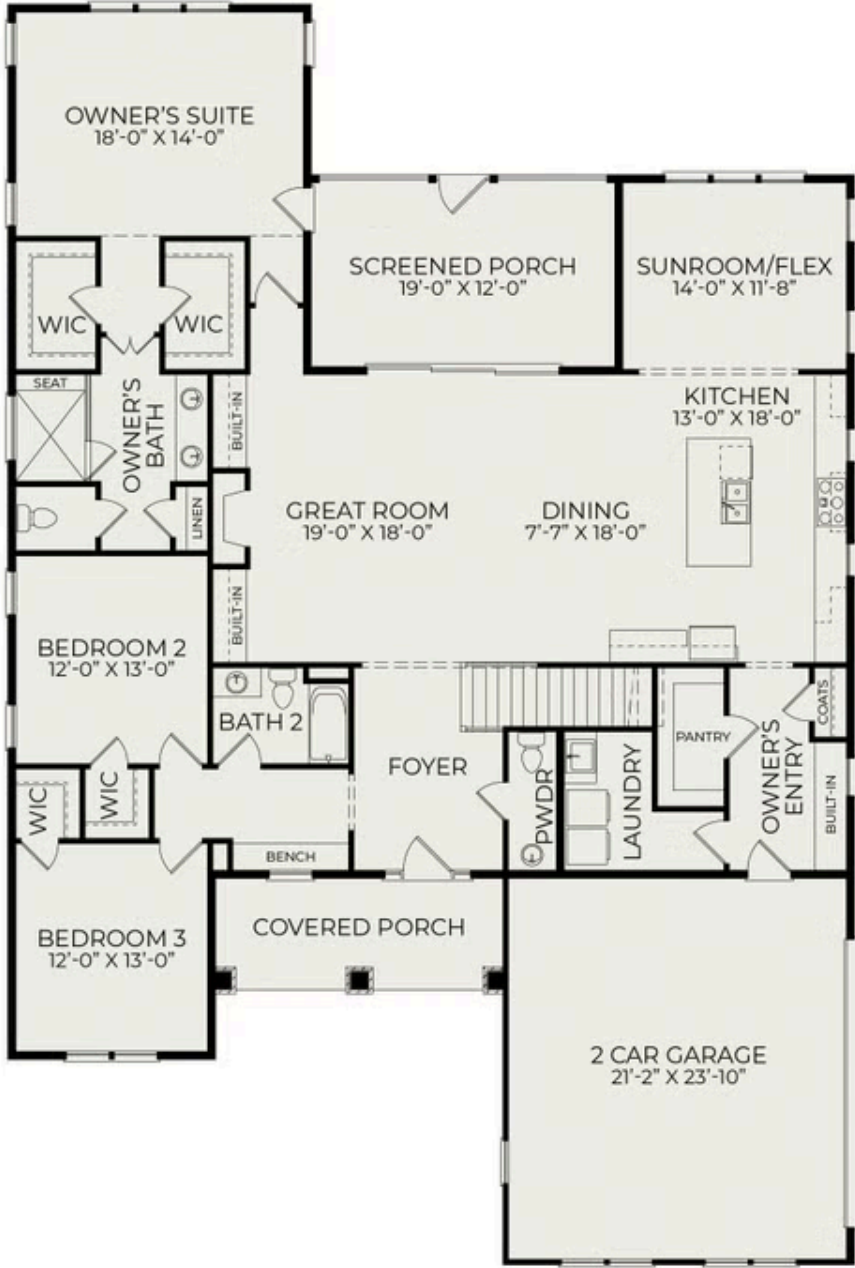 OWNER'S SUITE
18'-0" X 14'-0"
SCREENED PORCH
19'-0" X 12'-0"
SUNROOM/FLEX
14'-0" X 11'-8"
WIC
WIC
SEAT
OWNER'S
BATH
BUILT-IN
KITCHEN
13'-0" X 18'-0"
LINEN
GREAT ROOM
19'-0" X 18'-0"
DINING
7'-7" X 18'-0"
BUILT-IN
BEDROOM 2
12'-0" X 13'-0"
BATH 2
FOYER
PANTRY
COATS
WIC
WIC
PWDR
LAUNDRY
OWNER'S
ENTRY
BUILT-IN
BENCH
COVERED PORCH
BEDROOM 3
12'-0" X 13'-0"
2 CAR GARAGE
21'-2" X 23'-10"